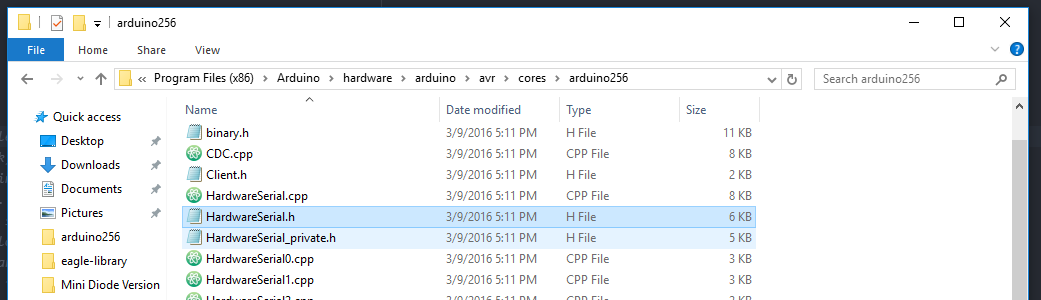 arduino256
File Home Share View
« Program Files (x86) > Arduino > hardware > arduino > avr > cores > arduino256 Search arduino256
Name Date modified Type Size
Quick access
binary.h 3/9/2016 5:11 PM H File 11 KB
Desktop
CDC.cpp 3/9/2016 5:11 PM CPP File 8 KB
Downloads
Client.h 3/9/2016 5:11 PM H File 2 KB
Documents
HardwareSerial.cpp 3/9/2016 5:11 PM CPP File 8 KB
Pictures
HardwareSerial.h 3/9/2016 5:11 PM H File 6 KB
arduino256
HardwareSerial_private.h 3/9/2016 5:11 PM H File 5 KB
eagle-library
HardwareSerial0.cpp 3/9/2016 5:11 PM CPP File 3 KB
Mini Diode Version
HardwareSerial1.cpp 3/9/2016 5:11 PM CPP File 3 KB